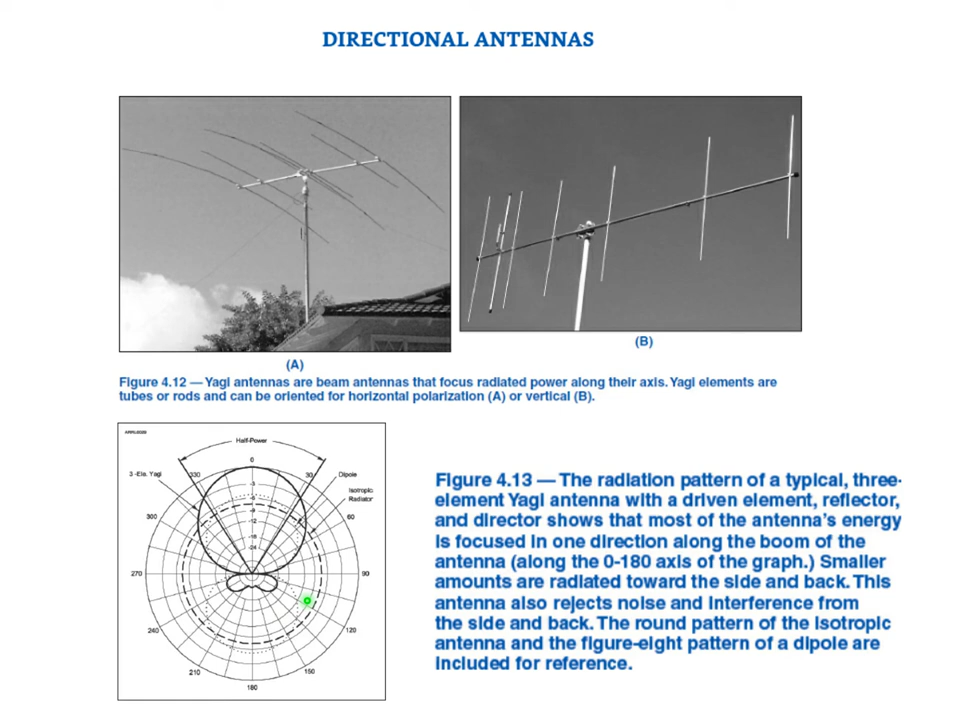 DIRECTIONAL ANTENNAS
(B)
(A)
Figure 4.12 — Yagi antennas are beam antennas that focus radiated power along their axis. Yagi elements are
tubes or rods and can be oriented for horizontal polarization (A) or vertical (B).
Half-Power
0
3 -Ele. Yagi
330
30
Dipole
Isotropic
Radiator
-3
300
60
-12
-24
270
90
240
120
210
150
180
Figure 4.13 — The radiation pattern of a typical, three-
element Yagi antenna with a driven element, reflector,
and director shows that most of the antenna's energy
is focused in one direction along the boom of the
antenna (along the 0-180 axis of the graph.) Smaller
amounts are radiated toward the side and back. This
antenna also rejects noise and interference from
the side and back. The round pattern of the isotropic
antenna and the figure-eight pattern of a dipole are
included for reference.